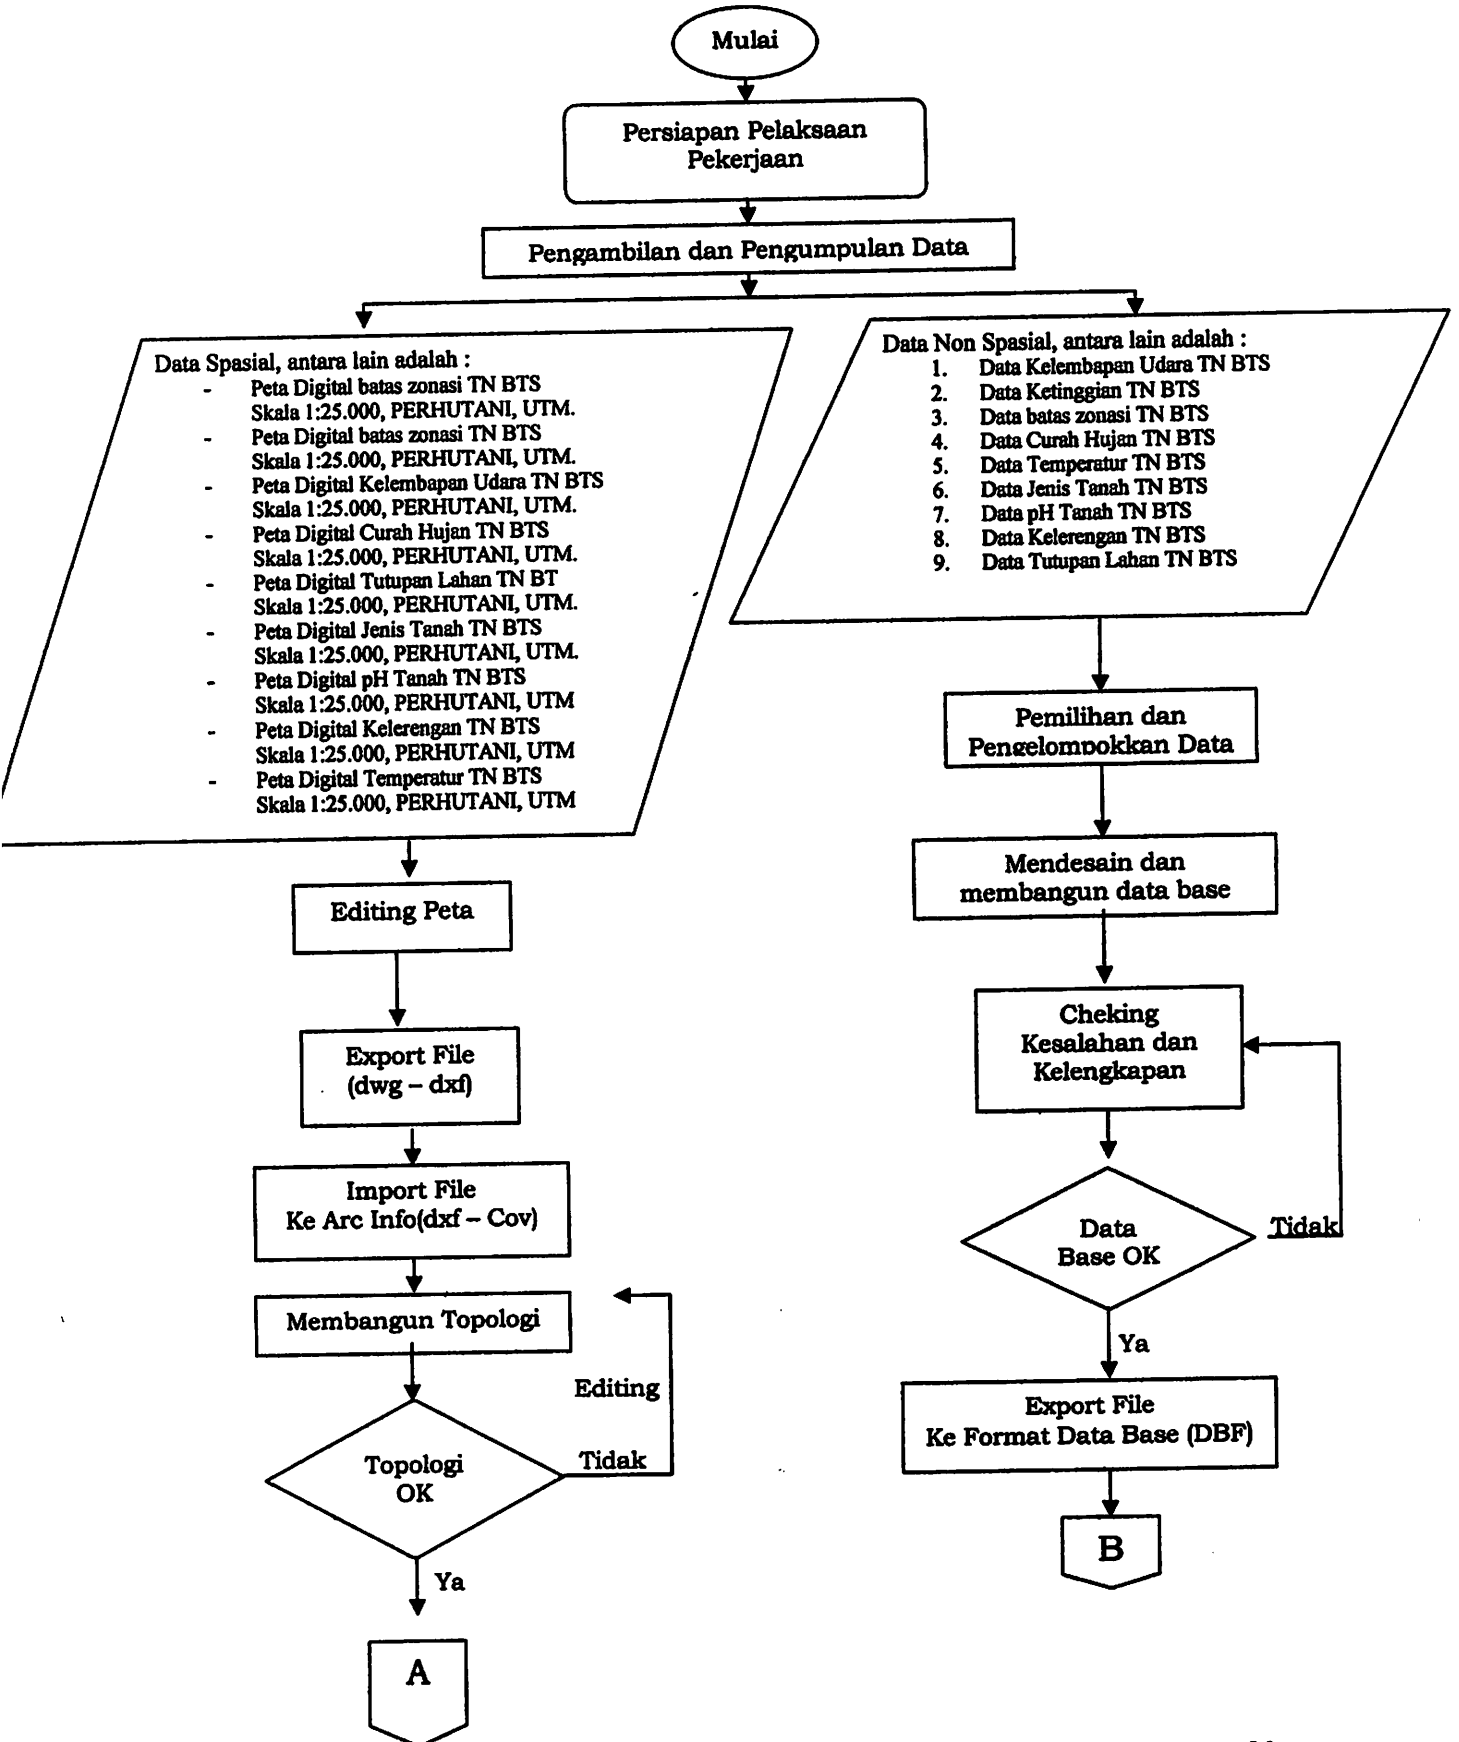 Mulai
Persiapan Pelaksaan
Pekerjaan
Pengambilan dan Pengumpulan Data
Data Spasial, antara lain adalah :
- Peta Digital batas zonasi TN BTS
Skala 1:25.000, PERHUTANI, UTM.
- Peta Digital batas zonasi TN BTS
Skala 1:25.000, PERHUTANI, UTM.
- Peta Digital Kelembapan Udara TN BTS
Skala 1:25.000, PERHUTANI, UTM.
- Peta Digital Curah Hujan TN BTS
Skala 1:25.000, PERHUTANI, UTM.
- Peta Digital Tutupan Lahan TN BT
Skala 1:25.000, PERHUTANI, UTM.
- Peta Digital Jenis Tanah TN BTS
Skala 1:25.000, PERHUTANI, UTM.
- Peta Digital pH Tanah TN BTS
Skala 1:25.000, PERHUTANI, UTM
- Peta Digital Kelerengan TN BTS
Skala 1:25.000, PERHUTANI, UTM
- Peta Digital Temperatur TN BTS
Skala 1:25.000, PERHUTANI, UTM
Editing Peta
Export File
(dwg – dxf)
Import File
Ke Arc Info(dxf – Cov)
Membangun Topologi
Editing
Tidak
Topologi
OK
Ya
A
Data Non Spasial, antara lain adalah :
1. Data Kelembapan Udara TN BTS
2. Data Ketinggian TN BTS
3. Data batas zonasi TN BTS
4. Data Curah Hujan TN BTS
5. Data Temperatur TN BTS
6. Data Jenis Tanah TN BTS
7. Data pH Tanah TN BTS
8. Data Kelerengan TN BTS
9. Data Tutupan Lahan TN BTS
Pemilihan dan
Pengelompokkan Data
Mendesain dan
membangun data base
Cheking
Kesalahan dan
Kelengkapan
Data
Base OK
Tidak
Ya
Export File
Ke Format Data Base (DBF)
B